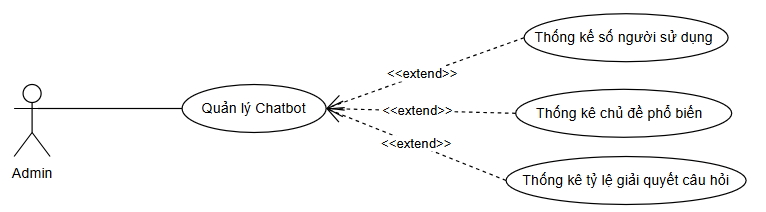 Thống kế số người sử dụng
<<extend>>
Quản lý Chatbot
<<extend>>
Thống kê chủ đề phổ biến
<<extend>>
Admin
Thống kê tỷ lệ giải quyết câu hỏi